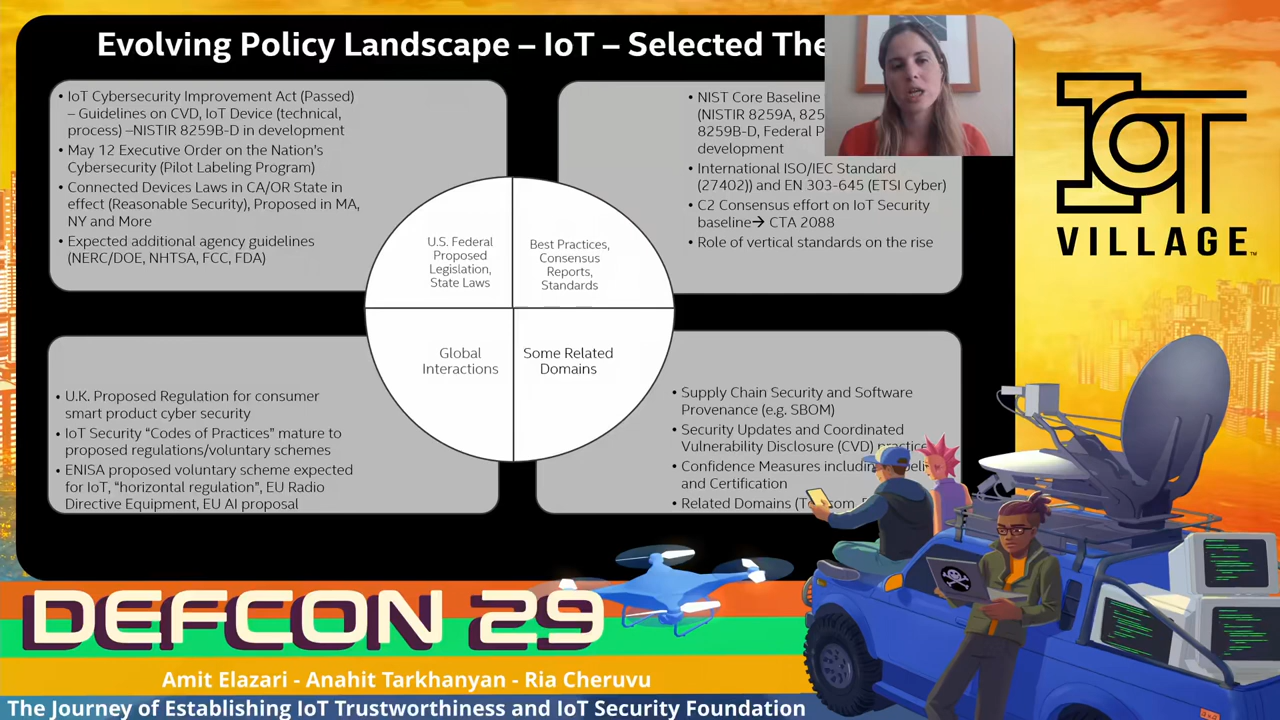 Evolving Policy Landscape – IoT – Selected The
• IoT Cybersecurity Improvement Act (Passed)
– Guidelines on CVD, IoT Device (technical,
process) –NISTIR 8259B-D in development
• May 12 Executive Order on the Nation's
Cybersecurity (Pilot Labeling Program)
• Connected Devices Laws in CA/OR State in
effect (Reasonable Security), Proposed in MA,
NY and More
• Expected additional agency guidelines
(NERC/DOE, NHTSA, FCC, FDA)
• NIST Core Baseline
(NISTIR 8259A, 825
8259B-D, Federal P
development
• International ISO/IEC Standard
(27402)) and EN 303-645 (ETSI Cyber)
• C2 Consensus effort on IoT Security
baseline→ CTA 2088
• Role of vertical standards on the rise
U.S. Federal
Proposed
Legislation,
State Laws
Best Practices,
Consensus
Reports,
Standards
Global
Interactions
Some Related
Domains
• U.K. Proposed Regulation for consumer
smart product cyber security
• IoT Security “Codes of Practices” mature to
proposed regulations/voluntary schemes
• ENISA proposed voluntary scheme expected
for IoT, “horizontal regulation”, EU Radio
Directive Equipment, EU AI proposal
• Supply Chain Security and Software
Provenance (e.g. SBOM)
• Security Updates and Coordinated
Vulnerability Disclosure (CVD) practice
• Confidence Measures including
and Certification
• Related Domains
IOT
VILLAGE™
DEFCON 29
Amit Elazari - Anahit Tarkhanyan - Ria Cheruvu
The Journey of Establishing IoT Trustworthiness and IoT Security Foundation